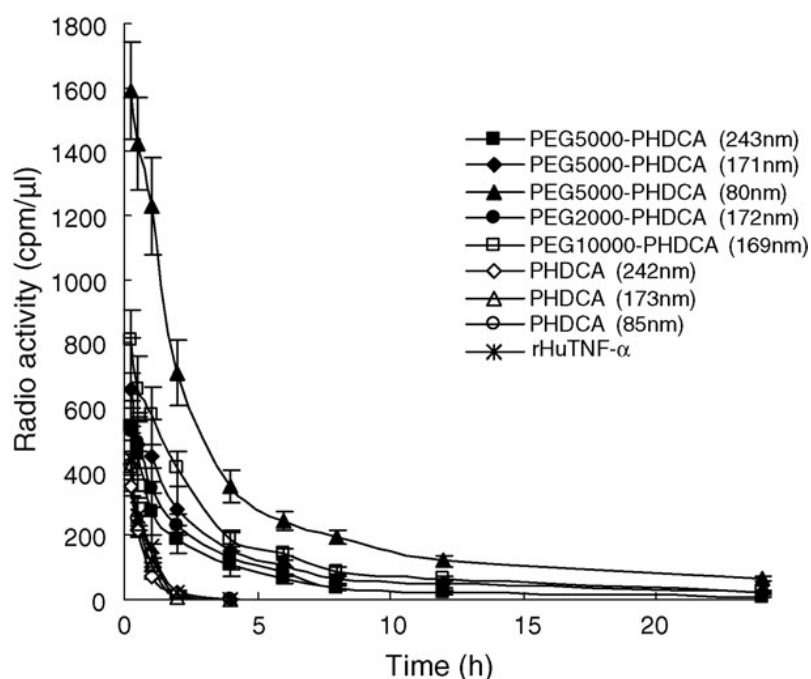 1800
1600
1400
1200
1000
800
600
400
200
0
Radio activity (cpm/µl)
PEG5000-PHDCA (243nm)
PEG5000-PHDCA (171nm)
PEG5000-PHDCA (80nm)
PEG2000-PHDCA (172nm)
PEG10000-PHDCA (169nm)
PHDCA (242nm)
PHDCA (173nm)
PHDCA (85nm)
rHuTNF-α
0 5 10 15 20
Time (h)